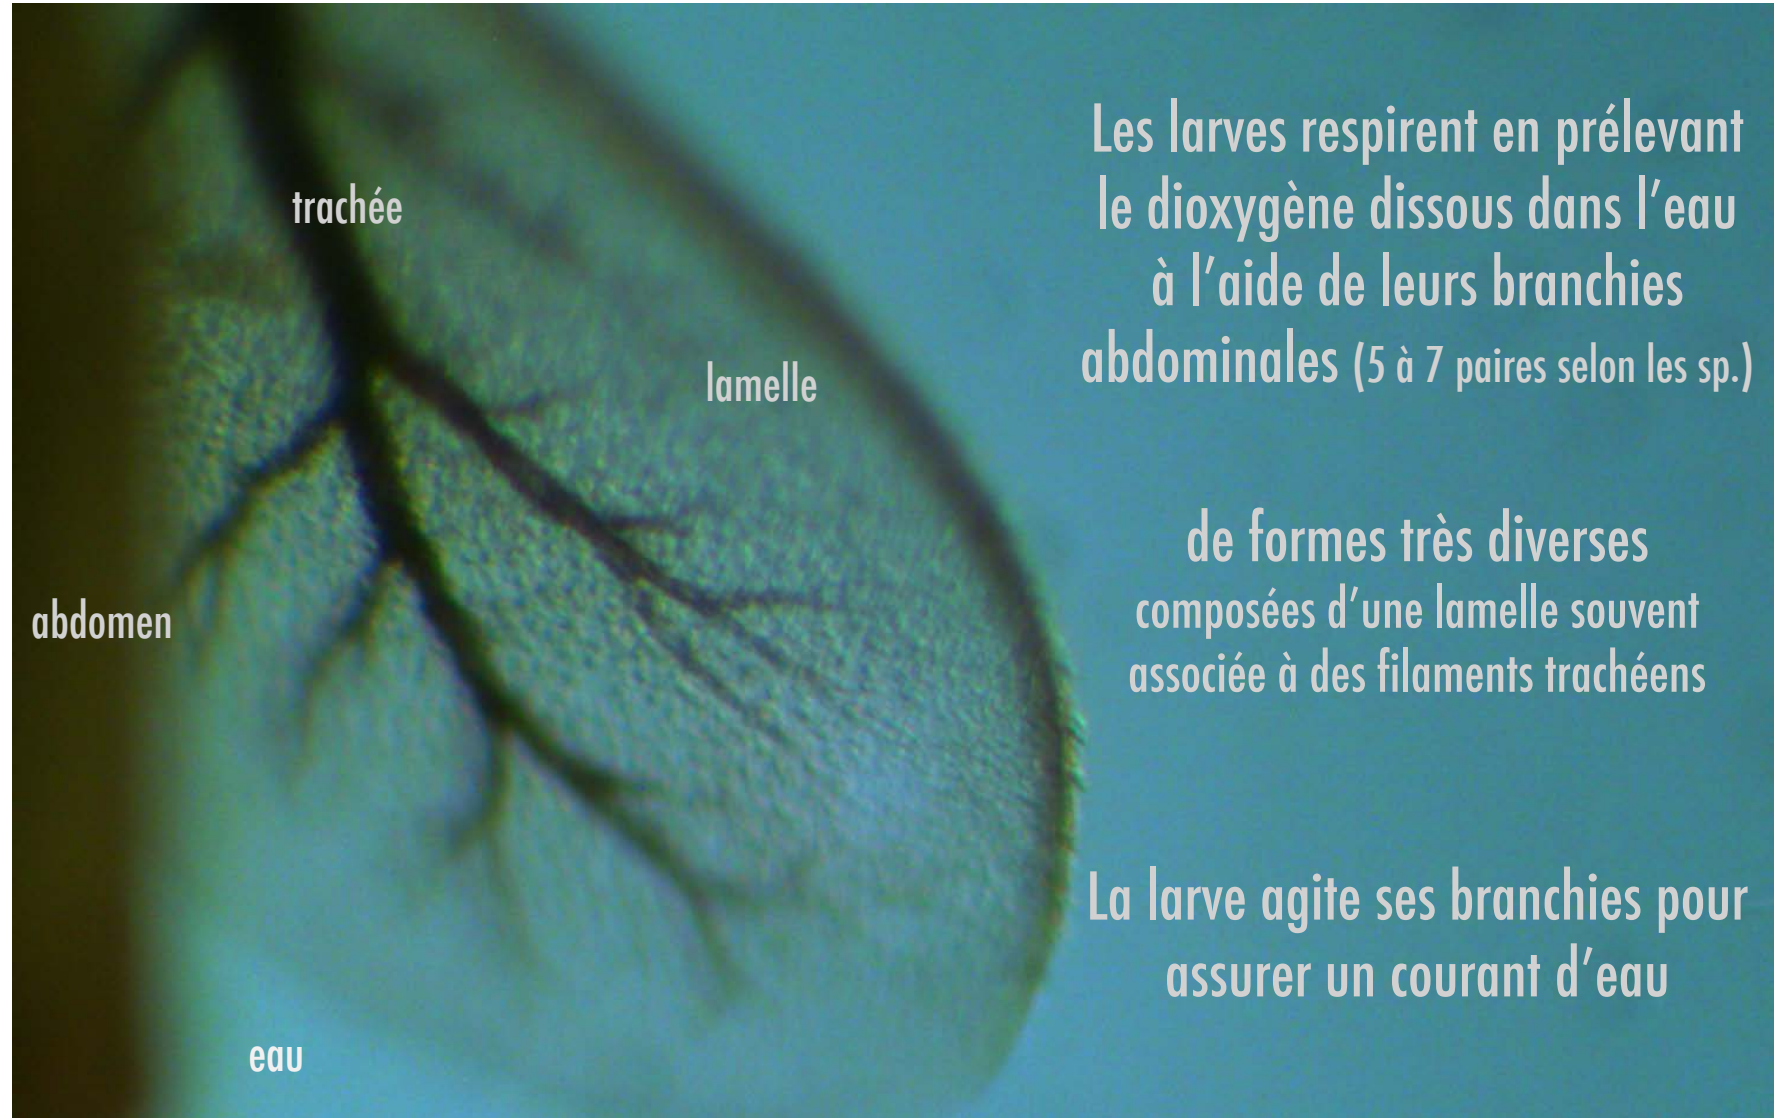 Les larves respirent en prélevant
le dioxygène dissous dans l'eau
à l'aide de leurs branchies
abdominales (5 à 7 paires selon les sp.)
de formes très diverses
composées d'une lamelle souvent
associée à des filaments trachéens
La larve agite ses branchies pour
assurer un courant d'eau
trachée
lamelle
abdomen
eau